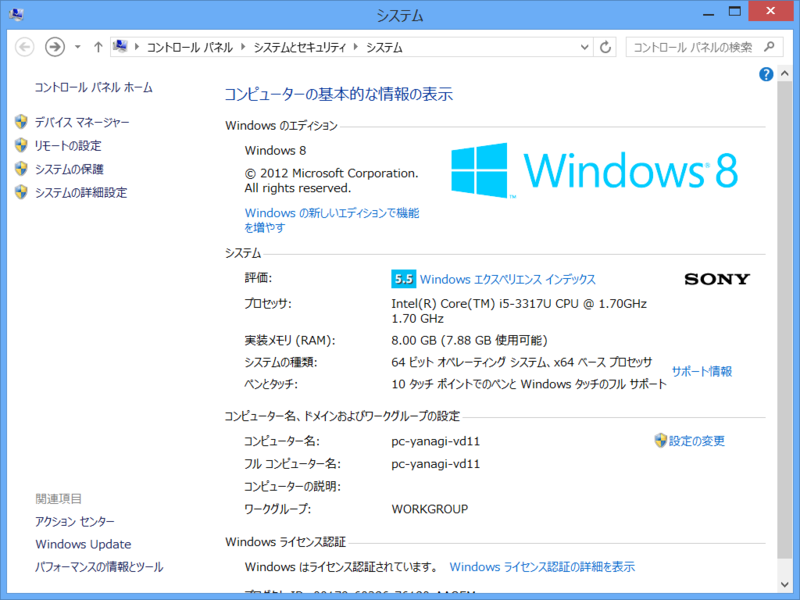 システム
コントロール パネル ▸ システムとセキュリティ ▸ システム
コントロール パネルの検索
コントロール パネル ホーム
デバイス マネージャー
リモートの設定
システムの保護
システムの詳細設定
コンピューターの基本的な情報の表示
Windows のエディション
Windows 8
© 2012 Microsoft Corporation.
All rights reserved.
Windows の新しいエディションで機能
を増やす
Windows 8
システム
評価: 5.5 Windows エクスペリエンス インデックス
SONY
プロセッサ: Intel(R) Core(TM) i5-3317U CPU @ 1.70GHz
1.70 GHz
実装メモリ (RAM): 8.00 GB (7.88 GB 使用可能)
システムの種類: 64 ビット オペレーティング システム、x64 ベース プロセッサ
サポート情報
ペンとタッチ: 10 タッチ ポイントでのペンと Windows タッチのフル サポート
コンピューター名、ドメインおよびワークグループの設定
コンピューター名: pc-yanagi-vd11
設定の変更
フル コンピューター名: pc-yanagi-vd11
コンピューターの説明:
ワークグループ: WORKGROUP
Windows ライセンス認証
Windows はライセンス認証されています。 Windows ライセンス認証の詳細を表示
関連項目
アクション センター
Windows Update
パフォーマンスの情報とツール